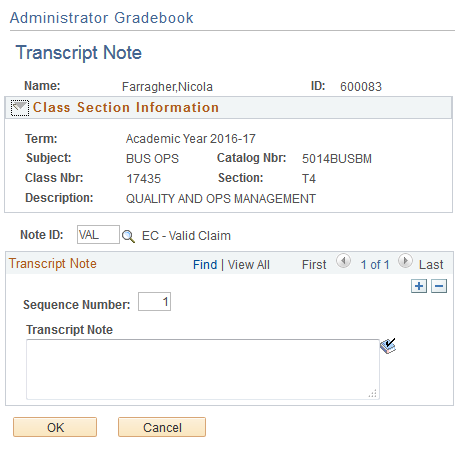 Administrator Gradebook
Transcript Note
Name: Farragher,Nicola ID: 600083
Class Section Information
Term: Academic Year 2016-17
Subject: BUS OPS Catalog Nbr: 5014BUSBM
Class Nbr: 17435 Section: T4
Description: QUALITY AND OPS MANAGEMENT
Note ID: VAL EC - Valid Claim
Transcript Note Find | View All First 1 of 1 Last
Sequence Number: 1
Transcript Note
OK Cancel